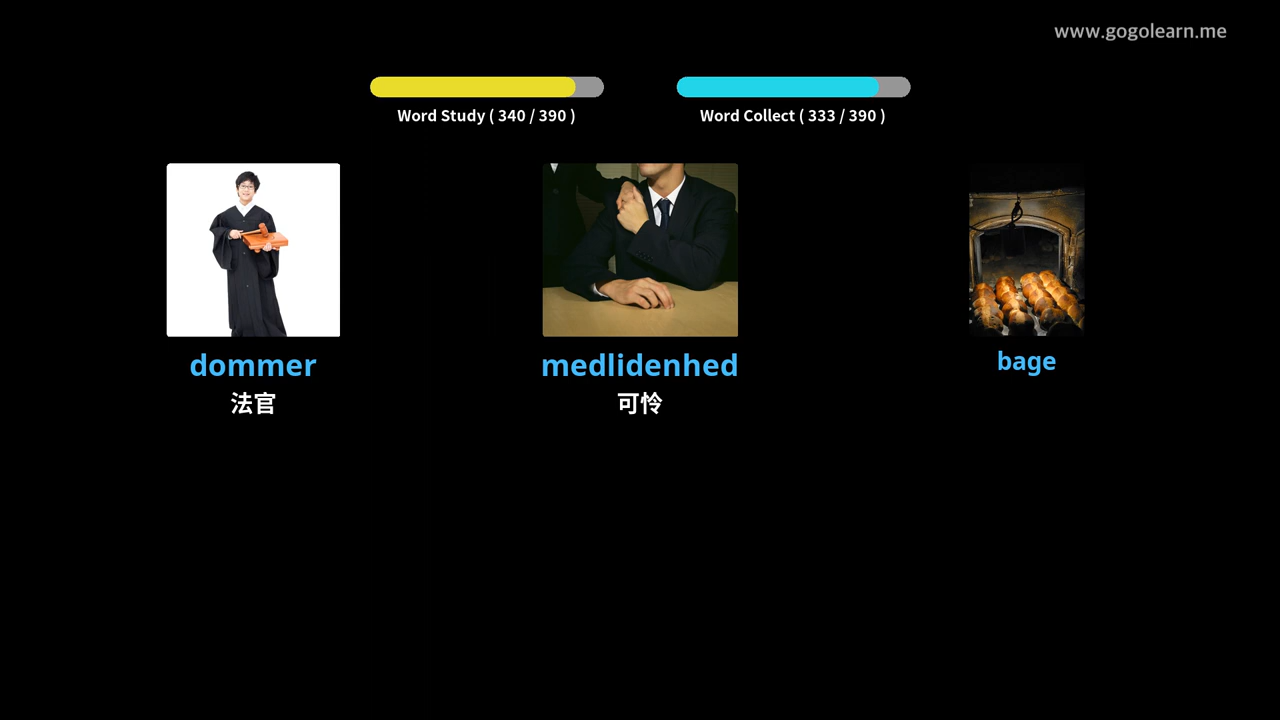 www.gogolearn.me
Word Study ( 340 / 390 )
Word Collect ( 333 / 390 )
dommer
medlidenhed
bage
法官
可怜